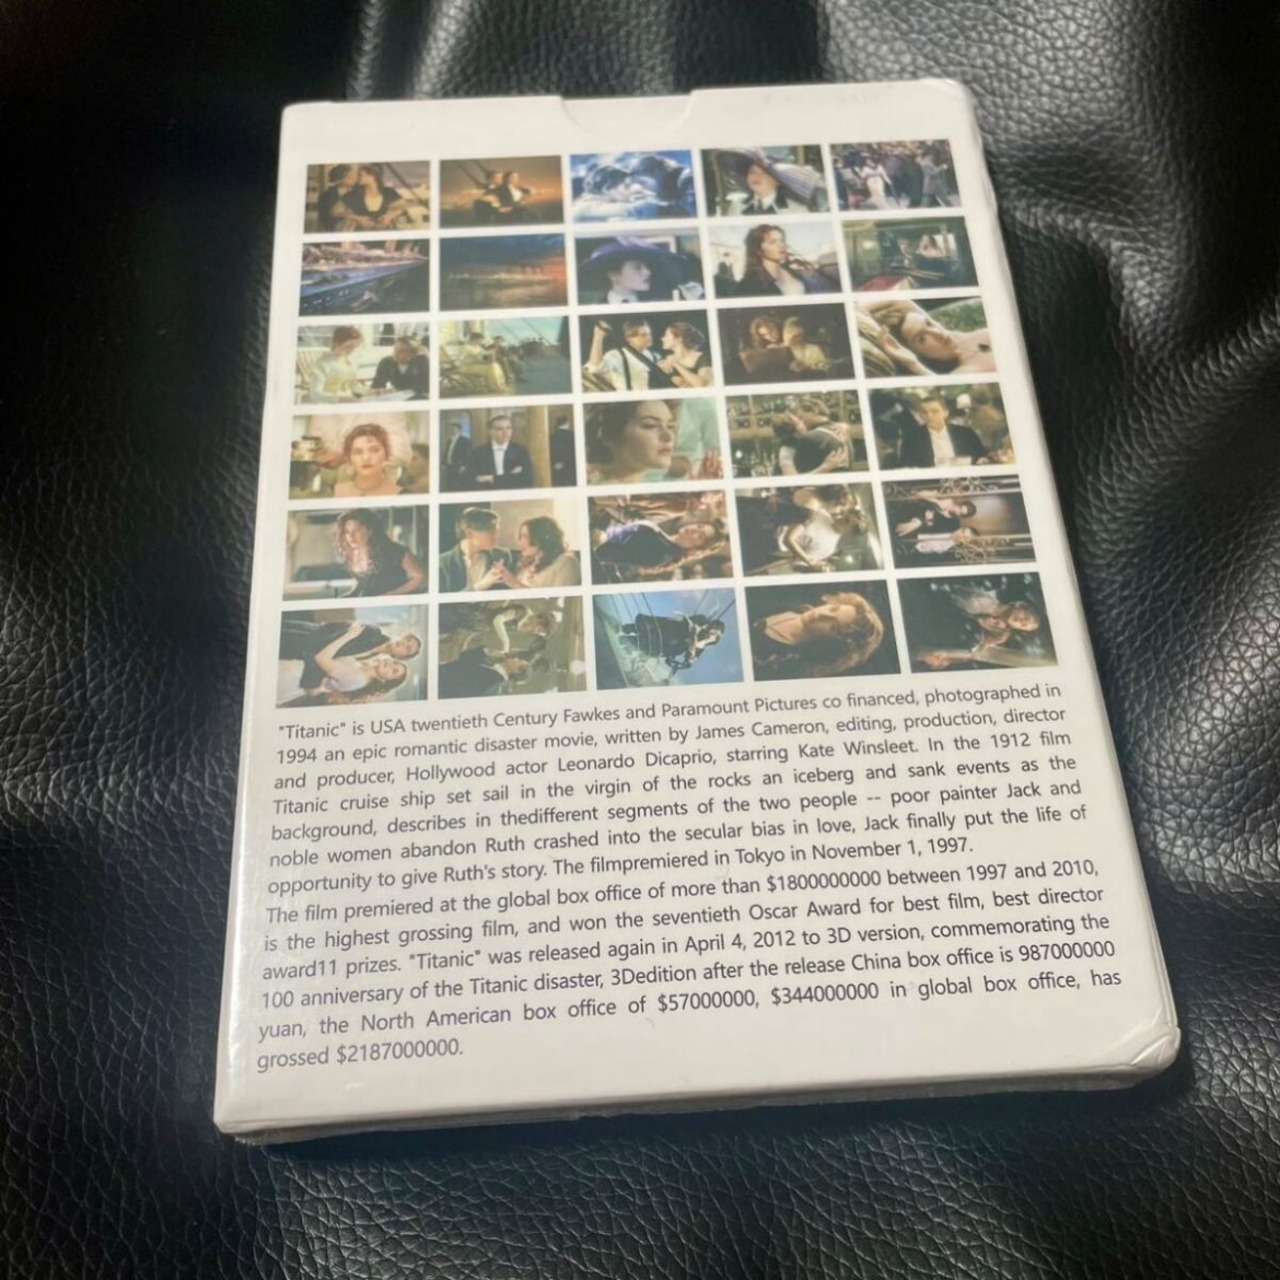 "Titanic" is USA twentieth Century Fawkes and Paramount Pictures co financed, photographed in
1994 an epic romantic disaster movie, written by James Cameron, editing, production, director
and producer, Hollywood actor Leonardo Dicaprio, starring Kate Winsleet. In the 1912 film
Titanic cruise ship set sail in the virgin of the rocks an iceberg and sank events as the
background, describes in thedifferent segments of the two people -- poor painter Jack and
noble women abandon Ruth crashed into the secular bias in love, Jack finally put the life of
opportunity to give Ruth's story. The filmpremiered in Tokyo in November 1, 1997.
The film premiered at the global box office of more than $1800000000 between 1997 and 2010,
is the highest grossing film, and won the seventieth Oscar Award for best film, best director
award11 prizes. "Titanic" was released again in April 4, 2012 to 3D version, commemorating the
100 anniversary of the Titanic disaster, 3Dedition after the release China box office is 987000000
yuan, the North American box office of $57000000, $344000000 in global box office, has
grossed $2187000000.